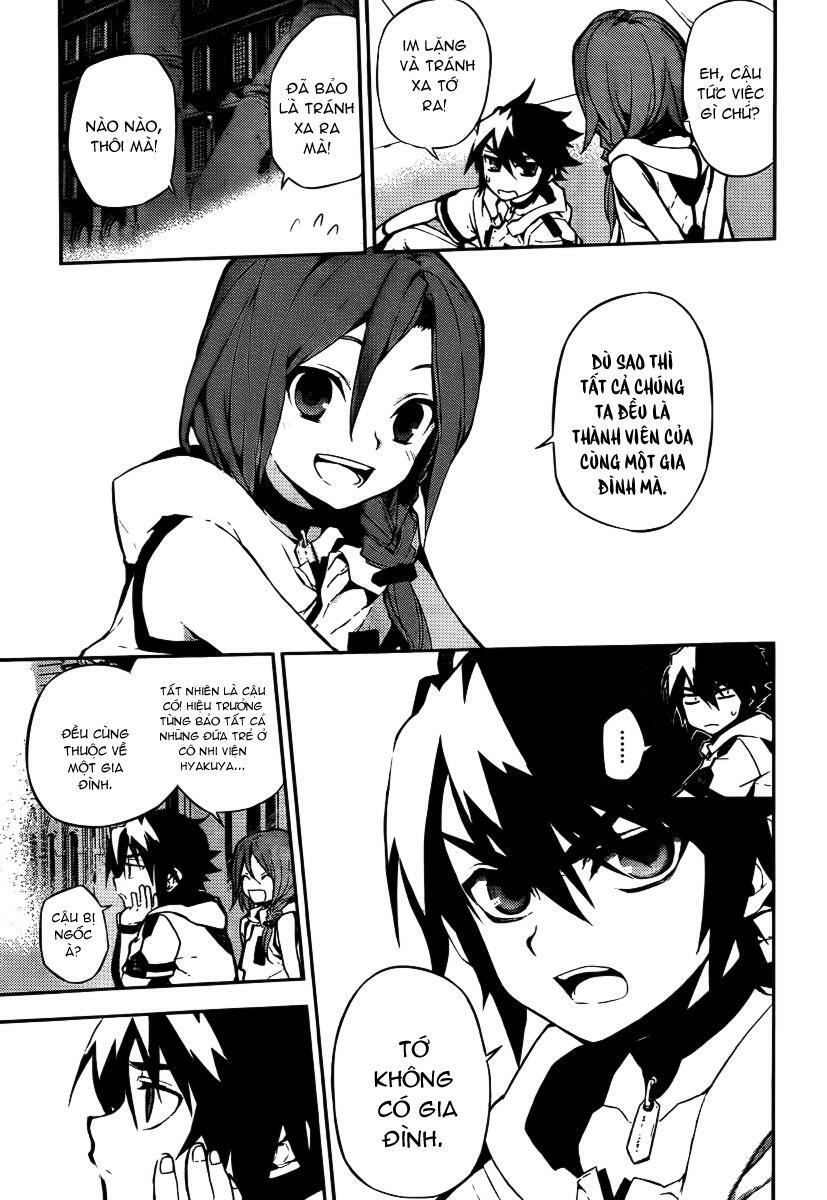 EH, CẬU
TỨC VIỆC
GÌ CHỨ?
IM LẶNG
VÀ TRÁNH
XA TỚ
RA!
ĐÃ BẢO
LÀ TRÁNH
XA RA
MÀ!
NÀO NÀO,
THÔI MÀ!
DÙ SAO THÌ
TẤT CẢ CHÚNG
TA ĐỀU LÀ
THÀNH VIÊN CỦA
CÙNG MỘT GIA
ĐÌNH MÀ.
........
TỚ
KHÔNG
CÓ GIA
ĐÌNH.
TẤT NHIÊN LÀ CẬU
CÓ! HIỆU TRƯỞNG
TỪNG BẢO TẤT CẢ
NHỮNG ĐỨA TRẺ Ở
CÔ NHI VIỆN
HYAKUYA...
ĐỀU CÙNG
THUỘC VỀ
MỘT GIA
ĐÌNH.
CẬU BỊ
NGỐC
À?